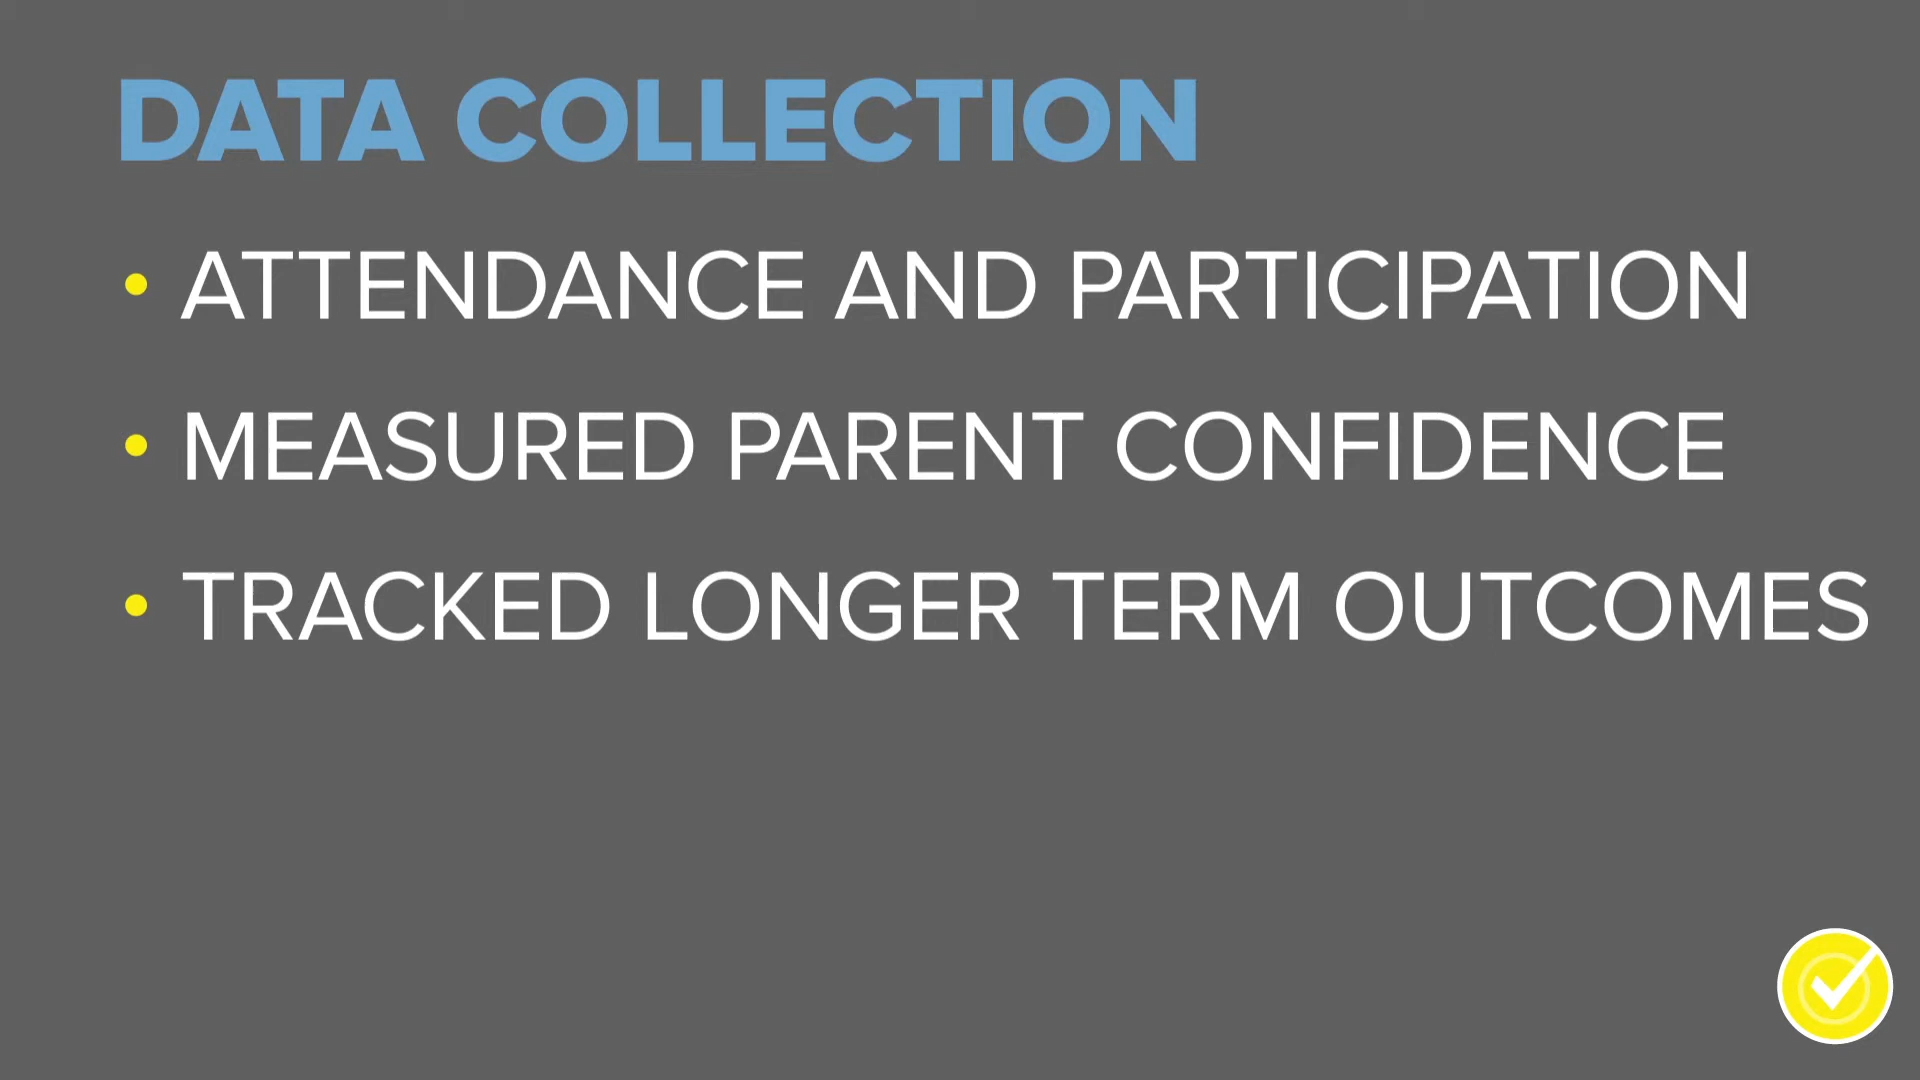 DATA COLLECTION
• ATTENDANCE AND PARTICIPATION
• MEASURED PARENT CONFIDENCE
• TRACKED LONGER TERM OUTCOMES